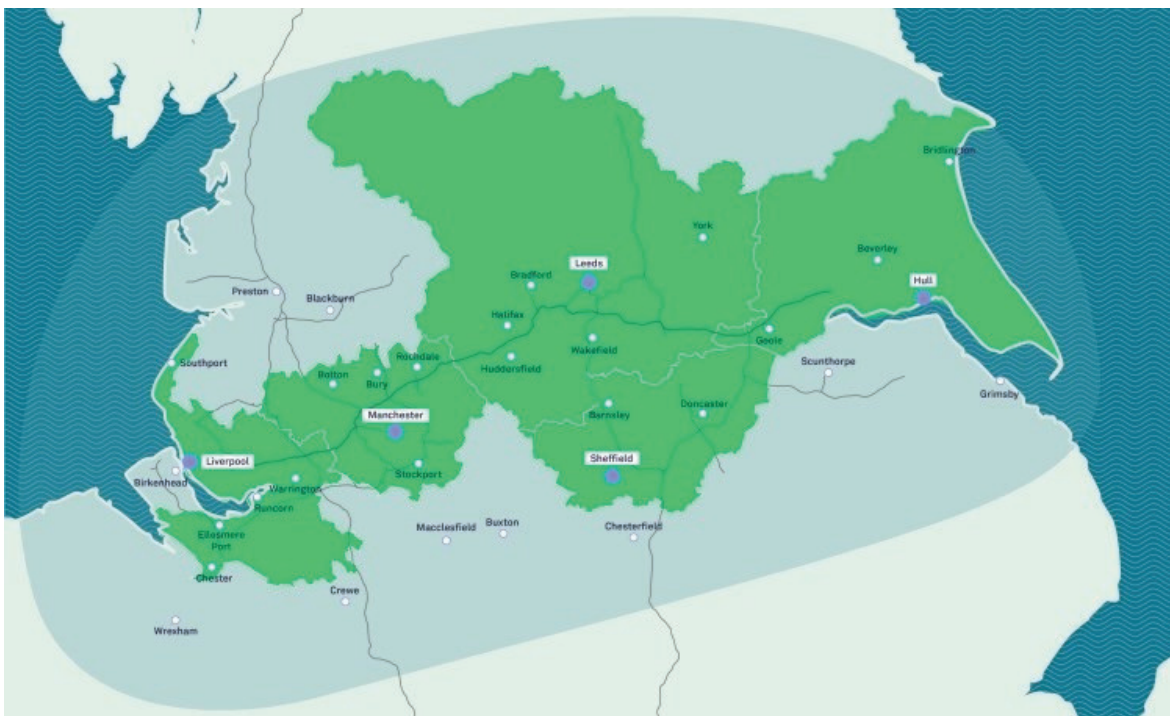 Bridlington
York
Beverley
Leeds
Bradford
Hull
Preston
Blackburn
Halifax
Goole
Wakefield
Huddersfield
Rochdale
Southport
Scunthorpe
Bolton
Bury
Grimsby
Manchester
Barnsley
Doncaster
Liverpool
Sheffield
Birkenhead
Stockport
Warrington
Runcorn
Macclesfield
Buxton
Chesterfield
Ellesmere
Port
Chester
Crewe
Wrexham